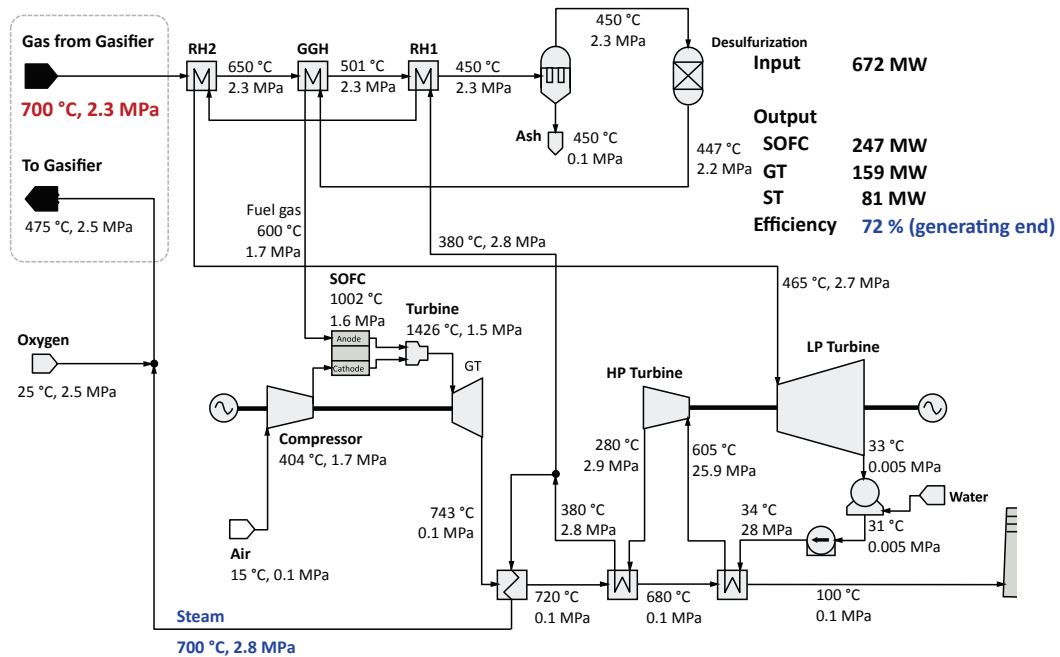 Gas from Gasifier
700 °C, 2.3 MPa
To Gasifier
475 °C, 2.5 MPa
RH2
650 °C
2.3 MPa
GGH
501 °C
2.3 MPa
RH1
450 °C
2.3 MPa
450 °C
2.3 MPa
Desulfurization
Ash
450 °C
0.1 MPa
447 °C
2.2 MPa
Input 672 MW
Output
SOFC 247 MW
GT 159 MW
ST 81 MW
Efficiency 72 % (generating end)
Fuel gas
600 °C
1.7 MPa
380 °C, 2.8 MPa
465 °C, 2.7 MPa
SOFC
1002 °C
1.6 MPa
Anode
Cathode
Turbine
1426 °C, 1.5 MPa
GT
Oxygen
25 °C, 2.5 MPa
Compressor
404 °C, 1.7 MPa
Air
15 °C, 0.1 MPa
HP Turbine
LP Turbine
280 °C
2.9 MPa
605 °C
25.9 MPa
33 °C
0.005 MPa
Water
31 °C
0.005 MPa
34 °C
28 MPa
743 °C
0.1 MPa
380 °C
2.8 MPa
720 °C
0.1 MPa
680 °C
0.1 MPa
100 °C
0.1 MPa
Steam
700 °C, 2.8 MPa